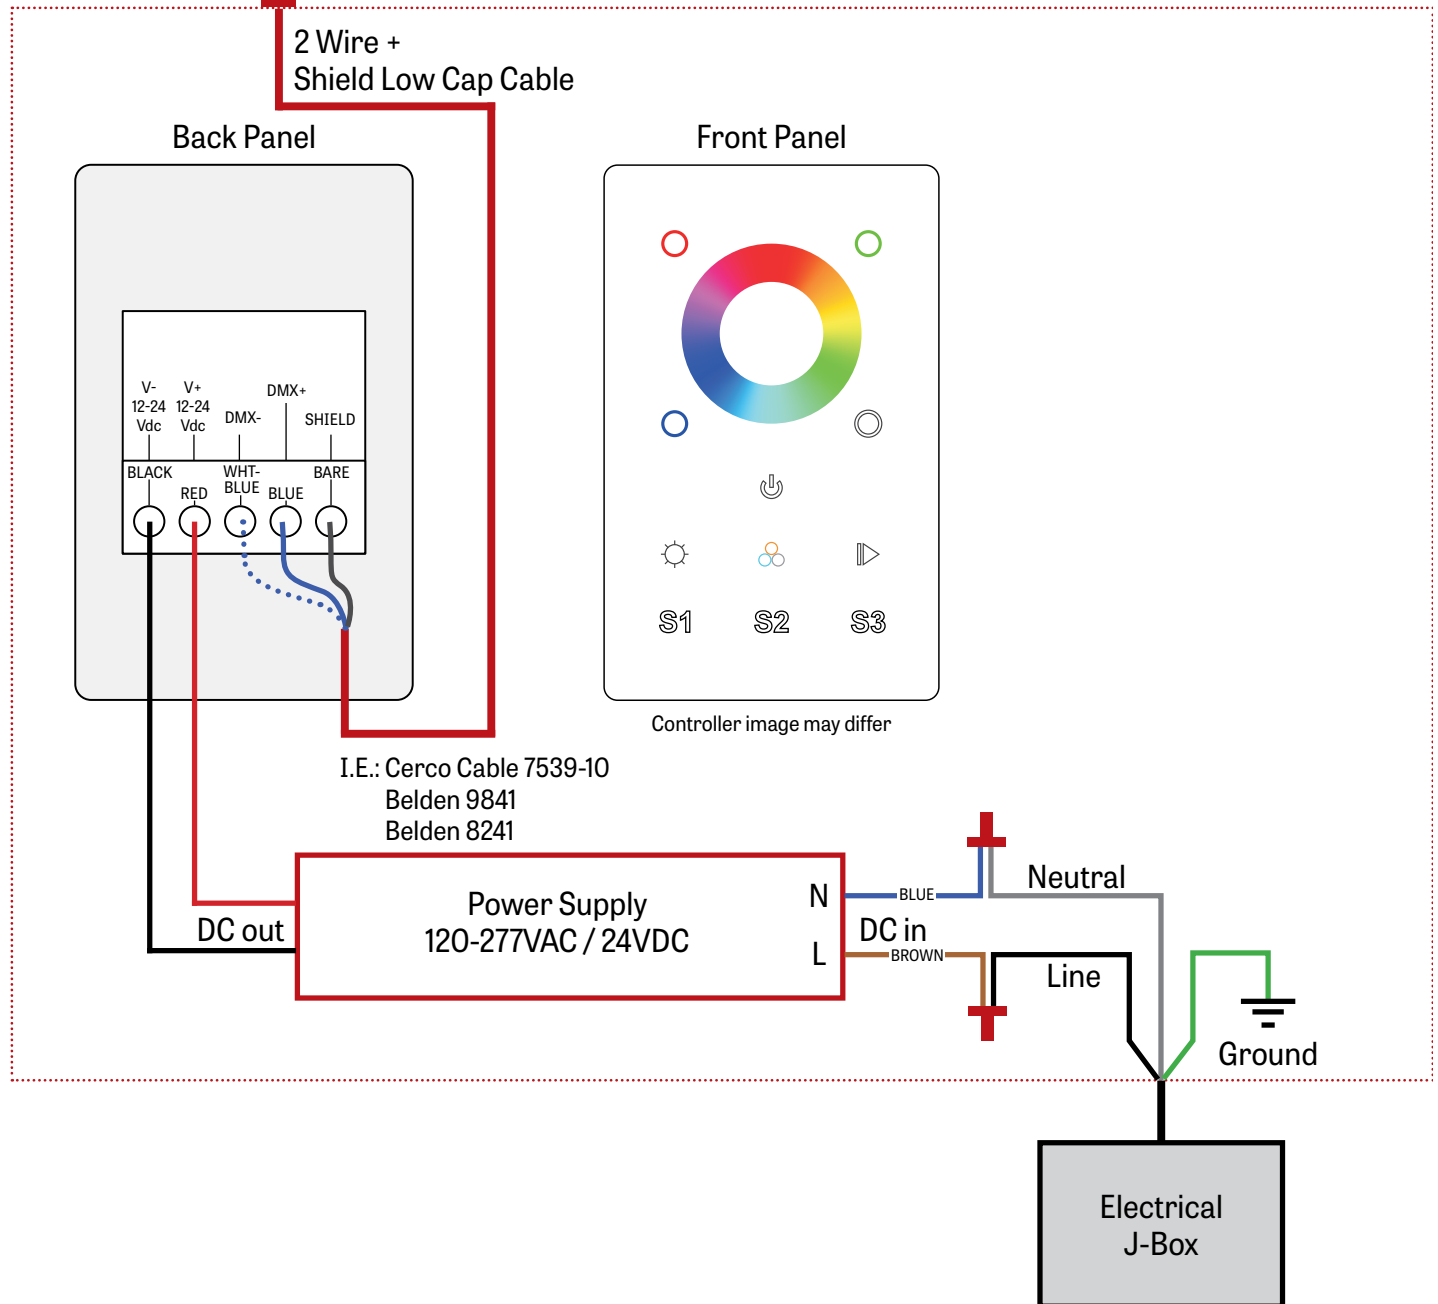 2 Wire +
Shield Low Cap Cable
Back Panel
Front Panel
V-
12-24
Vdc
V+
12-24
Vdc
DMX-
DMX+
SHIELD
BLACK
RED
WHT-
BLUE
BLUE
BARE
S1 S2 S3
Controller image may differ
I.E.: Cerco Cable 7539-10
Belden 9841
Belden 8241
DC out
Power Supply
120-277VAC / 24VDC
N
L
BLUE
DC in
BROWN
Neutral
Line
Ground
Electrical
J-Box